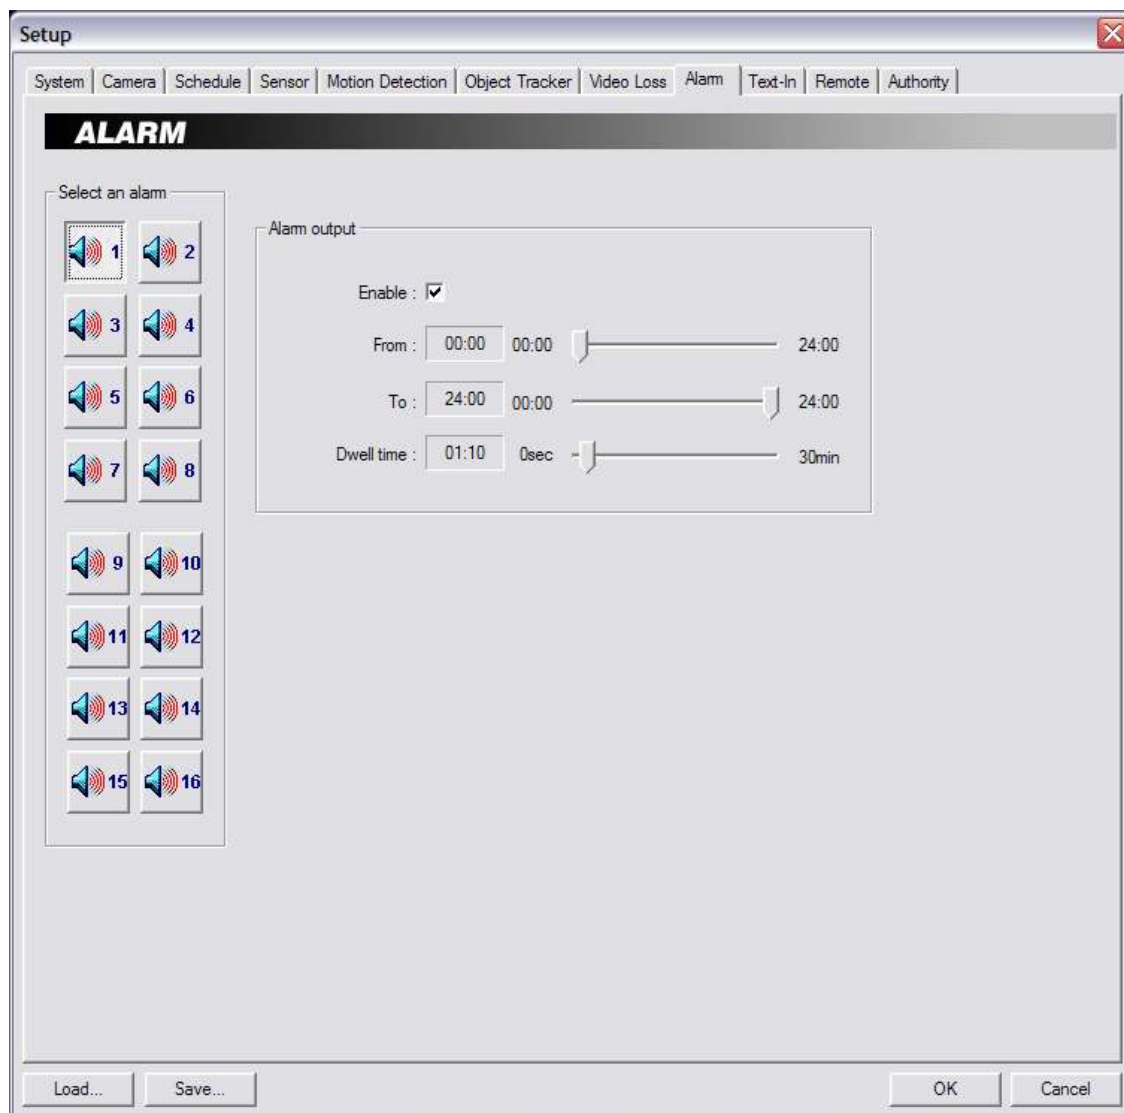 Setup
System Camera Schedule Sensor Motion Detection Object Tracker Video Loss Alarm Text-In Remote Authority
ALARM
Select an alarm
1 2
3 4
5 6
7 8
9 10
11 12
13 14
15 16
Alarm output
Enable :
From : 00:00 00:00 24:00
To : 24:00 00:00 24:00
Dwell time : 01:10 0sec 30min
Load... Save... OK Cancel